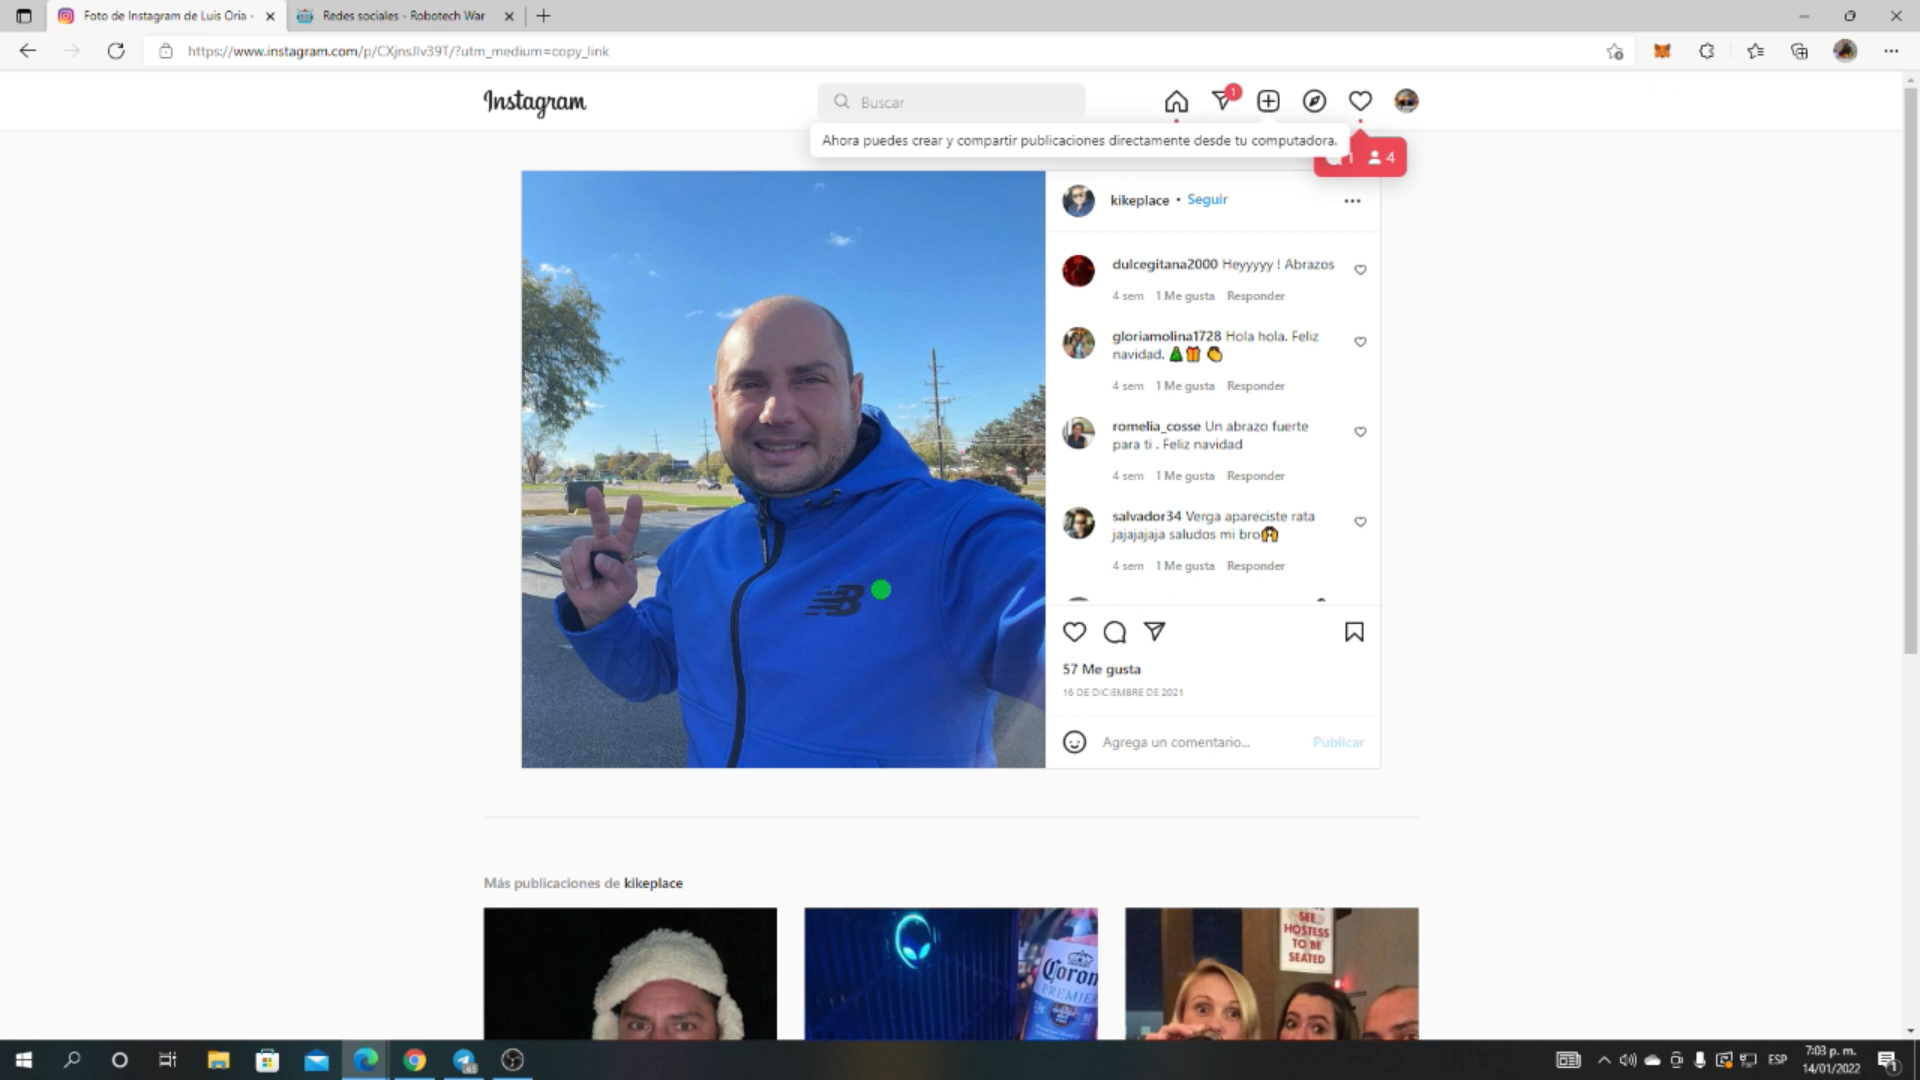 Foto de Instagram de Luis Oria -
Redes sociales - Robotech War
https://www.instagram.com/p/CXjnsJlv39T/?utm_medium=copy_link
Instagram
Buscar
1
Ahora puedes crear y compartir publicaciones directamente desde tu computadora.
1 4
kikeplace • Seguir
dulcegitana2000 Heyyyyy ! Abrazos
4 sem 1 Me gusta Responder
gloriamolina1728 Hola hola. Feliz
navidad. 🎄🎁👏
4 sem 1 Me gusta Responder
romelia_cosse Un abrazo fuerte
para ti . Feliz navidad
4 sem 1 Me gusta Responder
salvador34 Verga apareciste rata
jajajajaja saludos mi bro
4 sem 1 Me gusta Responder
NB
57 Me gusta
16 DE DICIEMBRE DE 2021
Agrega un comentario... Publicar
Más publicaciones de kikeplace
Coron
PREMIER
SEE
HOSTESS
TO BE
SEATED
ESP
7:03 p. m.
14/01/2022
1